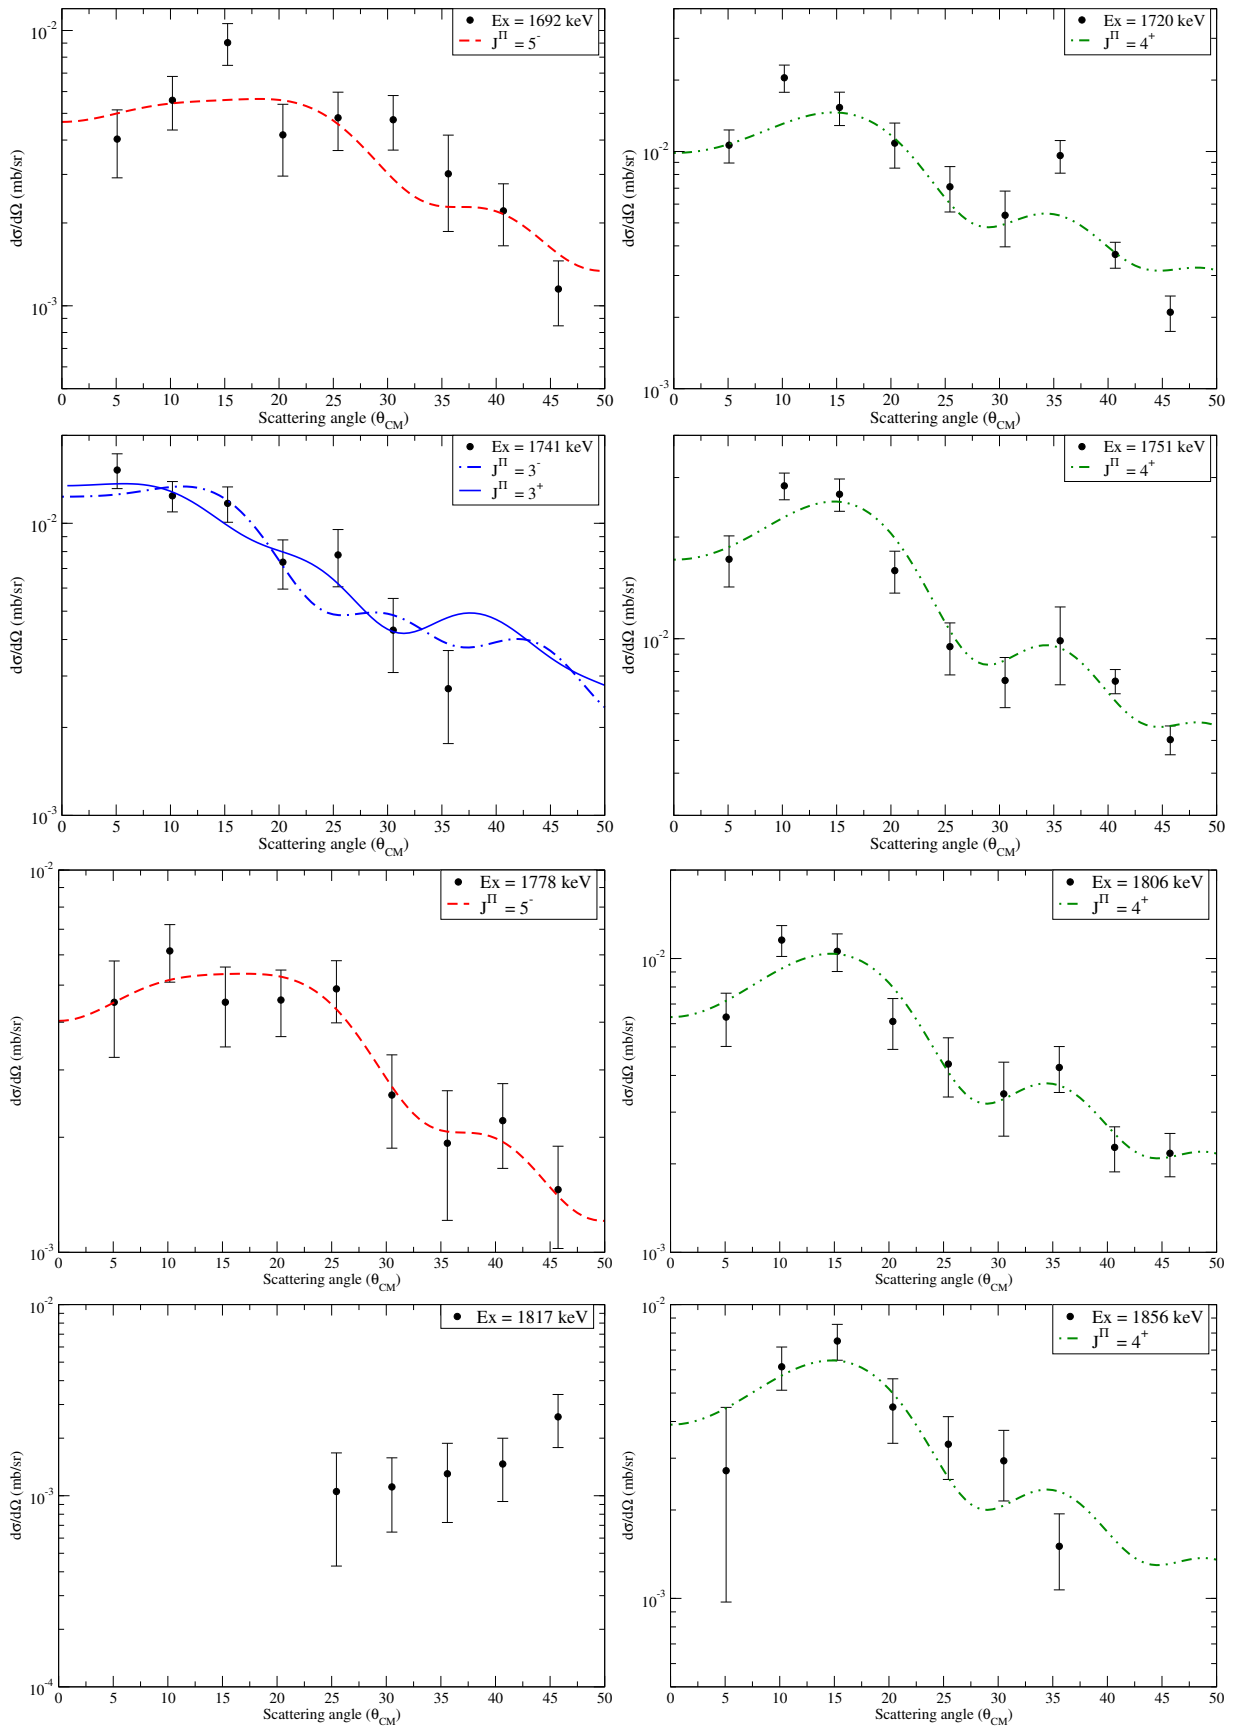 Ex = 1692 keV
J^Π = 5^-
10^-2
10^-3
dσ/dΩ (mb/sr)
0 5 10 15 20 25 30 35 40 45 50
Scattering angle (θ_CM)
Ex = 1720 keV
J^Π = 4^+
10^-2
10^-3
dσ/dΩ (mb/sr)
0 5 10 15 20 25 30 35 40 45 50
Scattering angle (θ_CM)
Ex = 1741 keV
J^Π = 3^-
J^Π = 3^+
10^-2
10^-3
dσ/dΩ (mb/sr)
0 5 10 15 20 25 30 35 40 45 50
Scattering angle (θ_CM)
Ex = 1751 keV
J^Π = 4^+
10^-2
dσ/dΩ (mb/sr)
0 5 10 15 20 25 30 35 40 45 50
Scattering angle (θ_CM)
Ex = 1778 keV
J^Π = 5^-
10^-2
10^-3
dσ/dΩ (mb/sr)
0 5 10 15 20 25 30 35 40 45 50
Scattering angle (θ_CM)
Ex = 1806 keV
J^Π = 4^+
10^-2
10^-3
dσ/dΩ (mb/sr)
0 5 10 15 20 25 30 35 40 45 50
Scattering angle (θ_CM)
Ex = 1817 keV
10^-2
10^-3
10^-4
dσ/dΩ (mb/sr)
0 5 10 15 20 25 30 35 40 45 50
Scattering angle (θ_CM)
Ex = 1856 keV
J^Π = 4^+
10^-2
10^-3
dσ/dΩ (mb/sr)
0 5 10 15 20 25 30 35 40 45 50
Scattering angle (θ_CM)